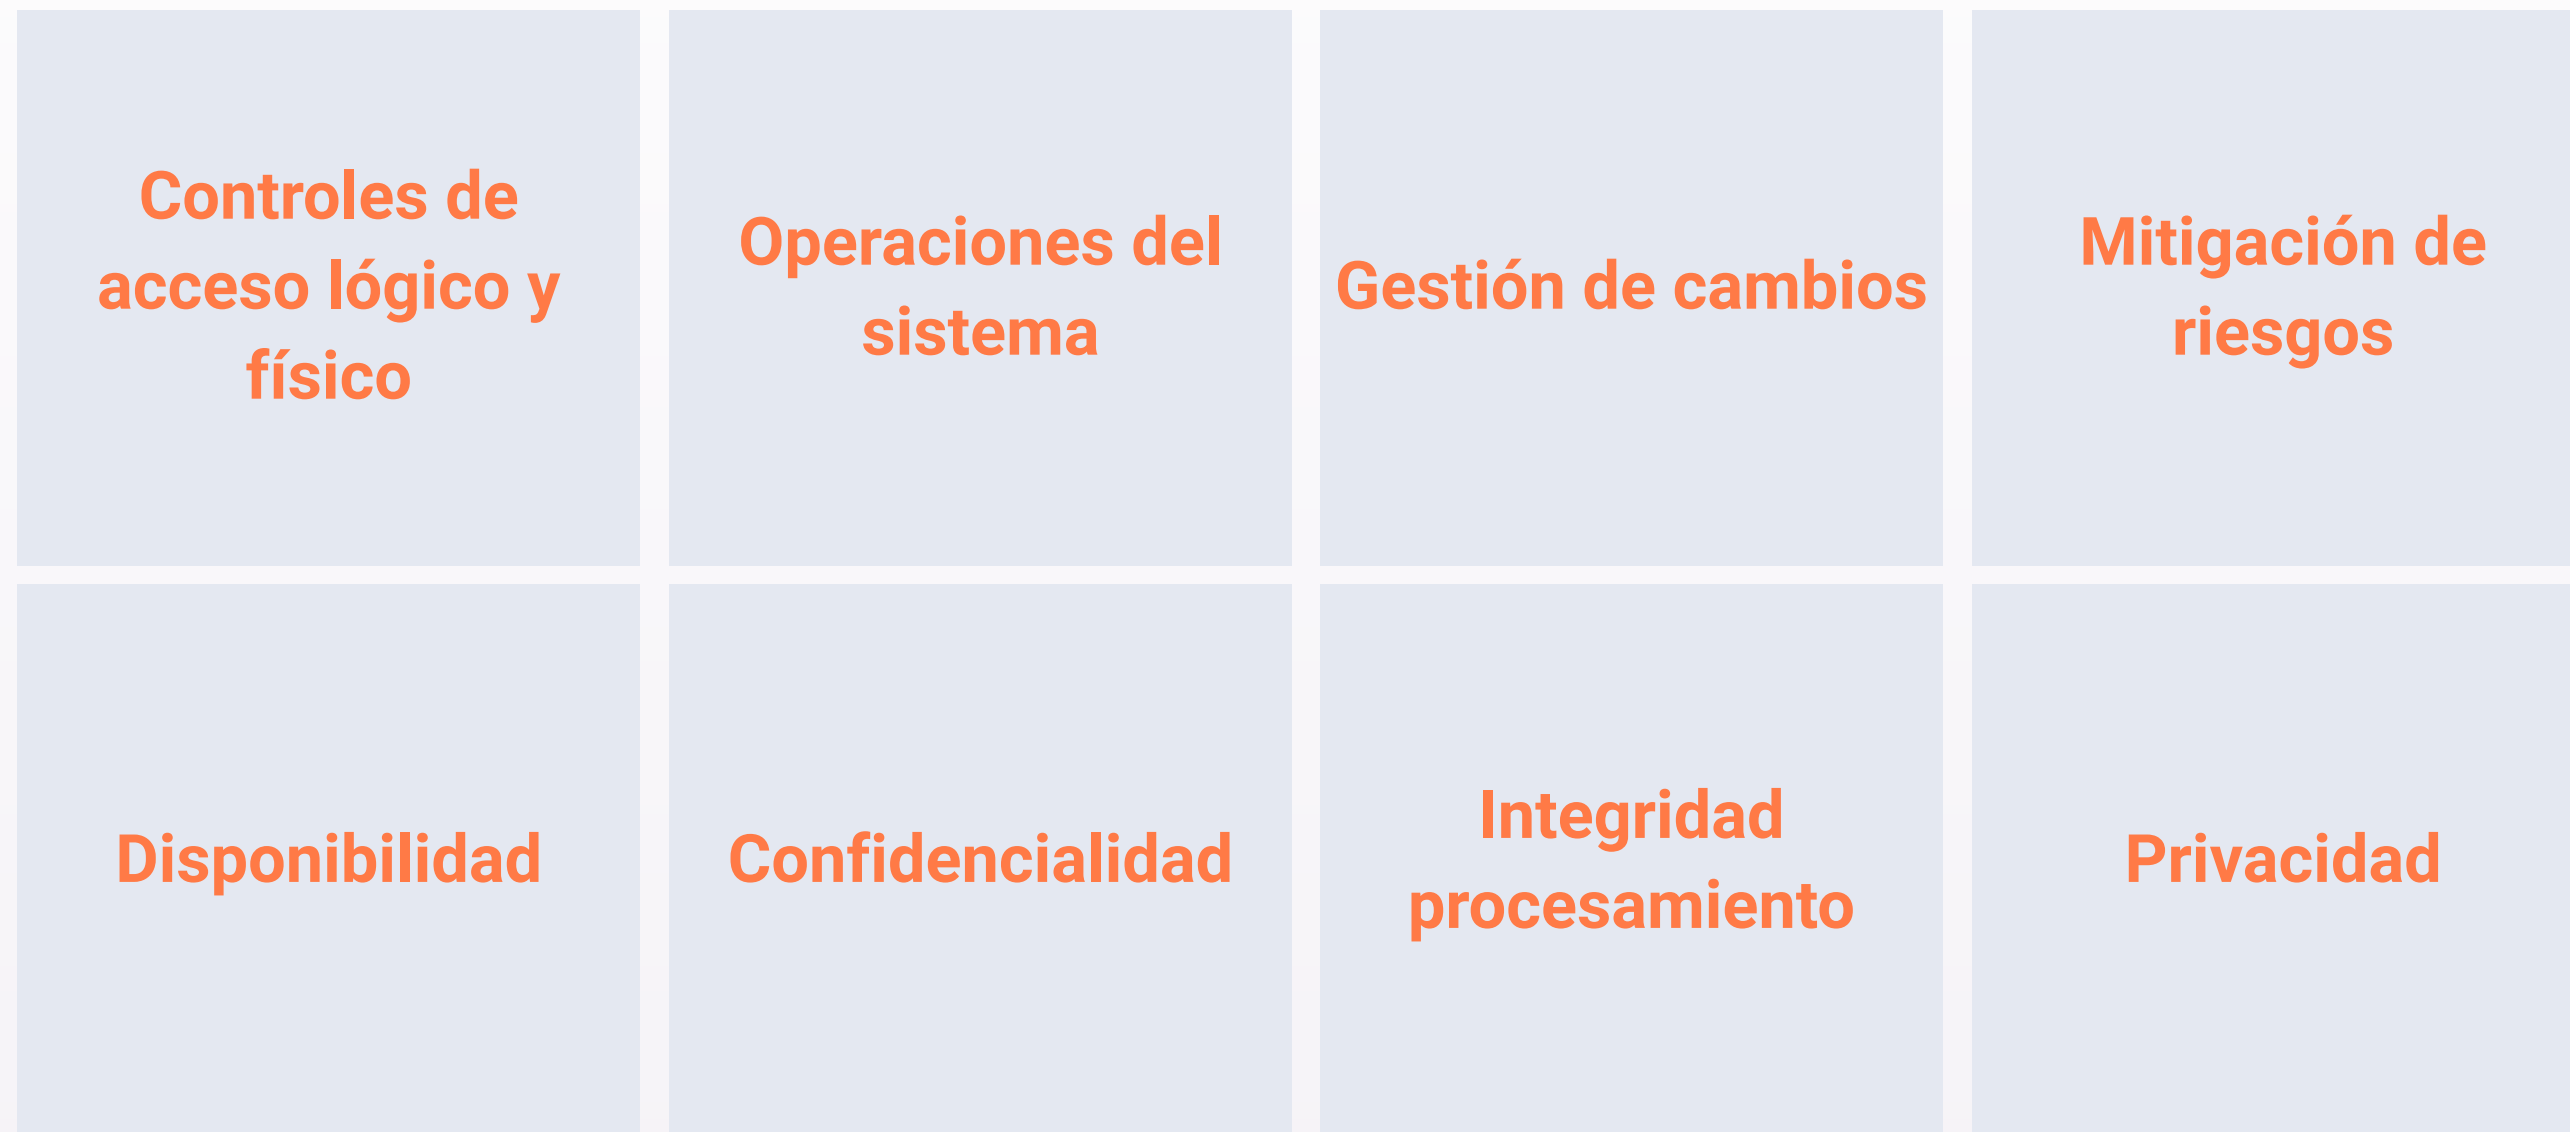 Controles de
acceso lógico y
físico
Operaciones del
sistema
Gestión de cambios
Mitigación de
riesgos
Disponibilidad
Confidencialidad
Integridad
procesamiento
Privacidad